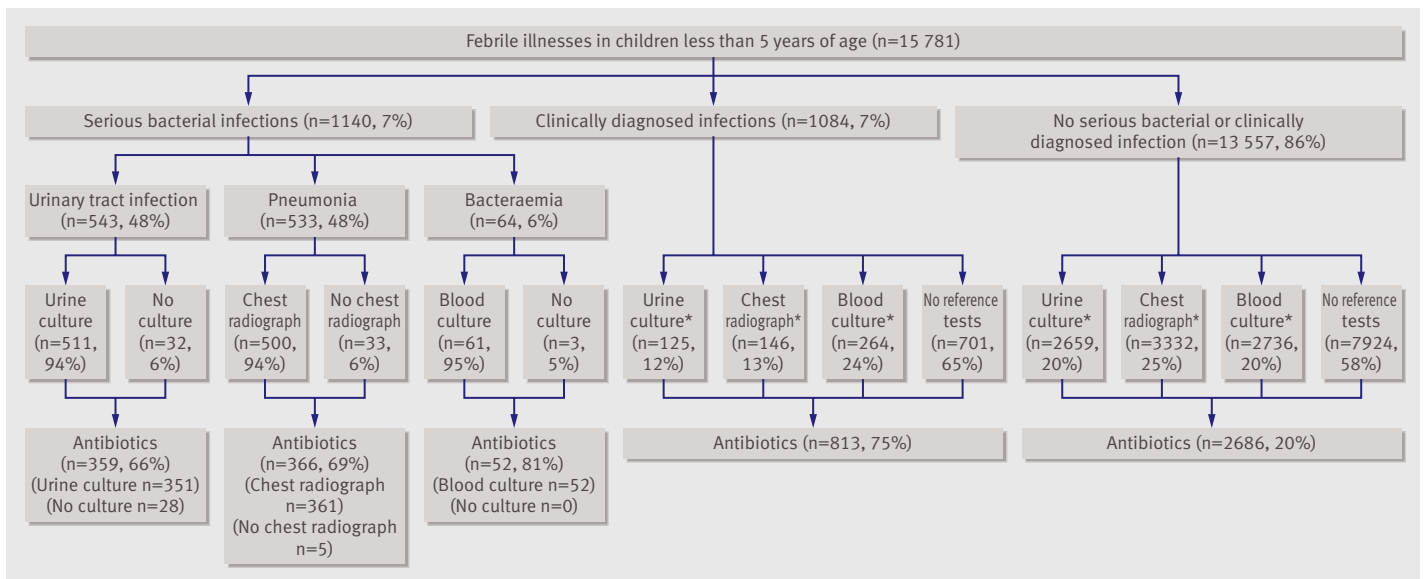 Febrile illnesses in children less than 5 years of age (n=15 781)
Serious bacterial infections (n=1140, 7%)
Clinically diagnosed infections (n=1084, 7%)
No serious bacterial or clinically
diagnosed infection (n=13 557, 86%)
Urinary tract infection
(n=543, 48%)
Pneumonia
(n=533, 48%)
Bacteraemia
(n=64, 6%)
Urine
culture
(n=511,
94%)
No
culture
(n=32,
6%)
Chest
radiograph
(n=500,
94%)
No chest
radiograph
(n=33,
6%)
Blood
culture
(n=61,
95%)
No
culture
(n=3,
5%)
Urine
culture*
(n=125,
12%)
Chest
radiograph*
(n=146,
13%)
Blood
culture*
(n=264,
24%)
No reference
tests
(n=701,
65%)
Urine
culture*
(n=2659,
20%)
Chest
radiograph*
(n=3332,
25%)
Blood
culture*
(n=2736,
20%)
No reference
tests
(n=7924,
58%)
Antibiotics
(n=359, 66%)
(Urine culture n=351)
(No culture n=28)
Antibiotics
(n=366, 69%)
(Chest radiograph
n=361)
(No chest radiograph
n=5)
Antibiotics
(n=52, 81%)
(Blood culture n=52)
(No culture n=0)
Antibiotics (n=813, 75%)
Antibiotics (n=2686, 20%)